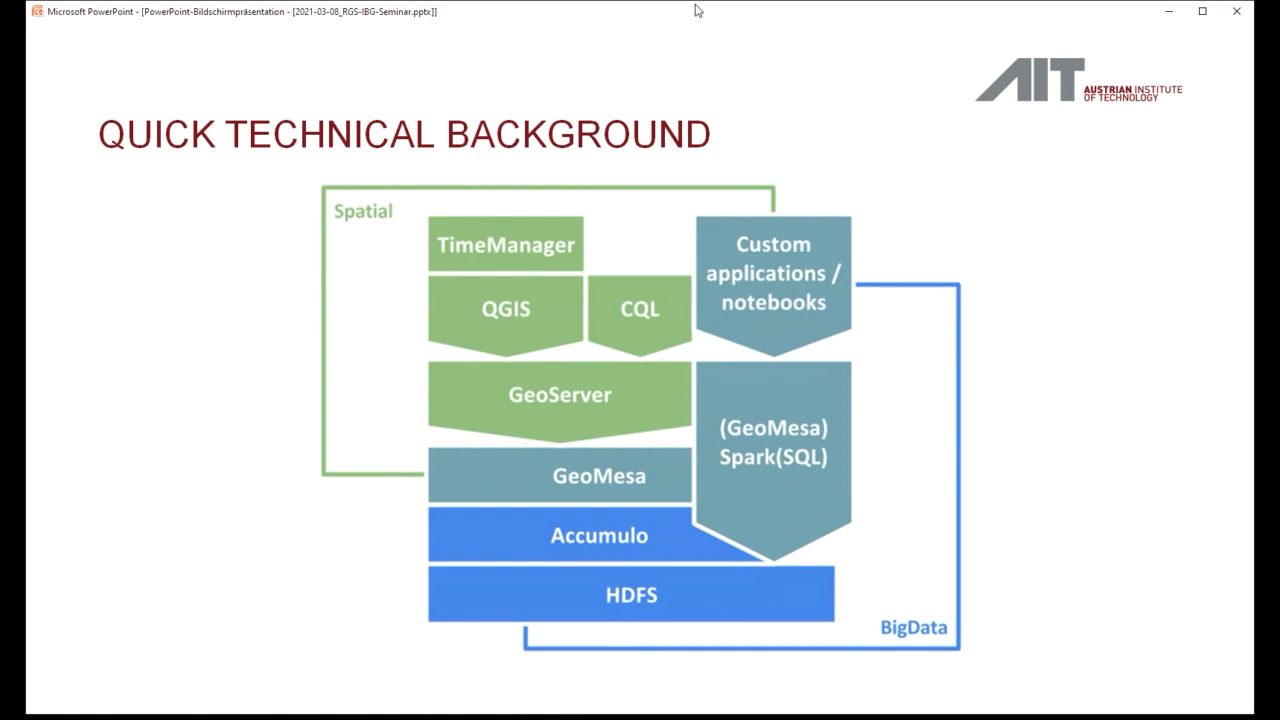 Microsoft PowerPoint - [PowerPoint-Bildschirmpräsentation - [2021-03-08_RGS-IBG-Seminar.pptx]]
AIT AUSTRIAN INSTITUTE
OF TECHNOLOGY
QUICK TECHNICAL BACKGROUND
Spatial
TimeManager
QGIS
CQL
Custom
applications /
notebooks
GeoServer
(GeoMesa)
Spark(SQL)
GeoMesa
Accumulo
HDFS
BigData